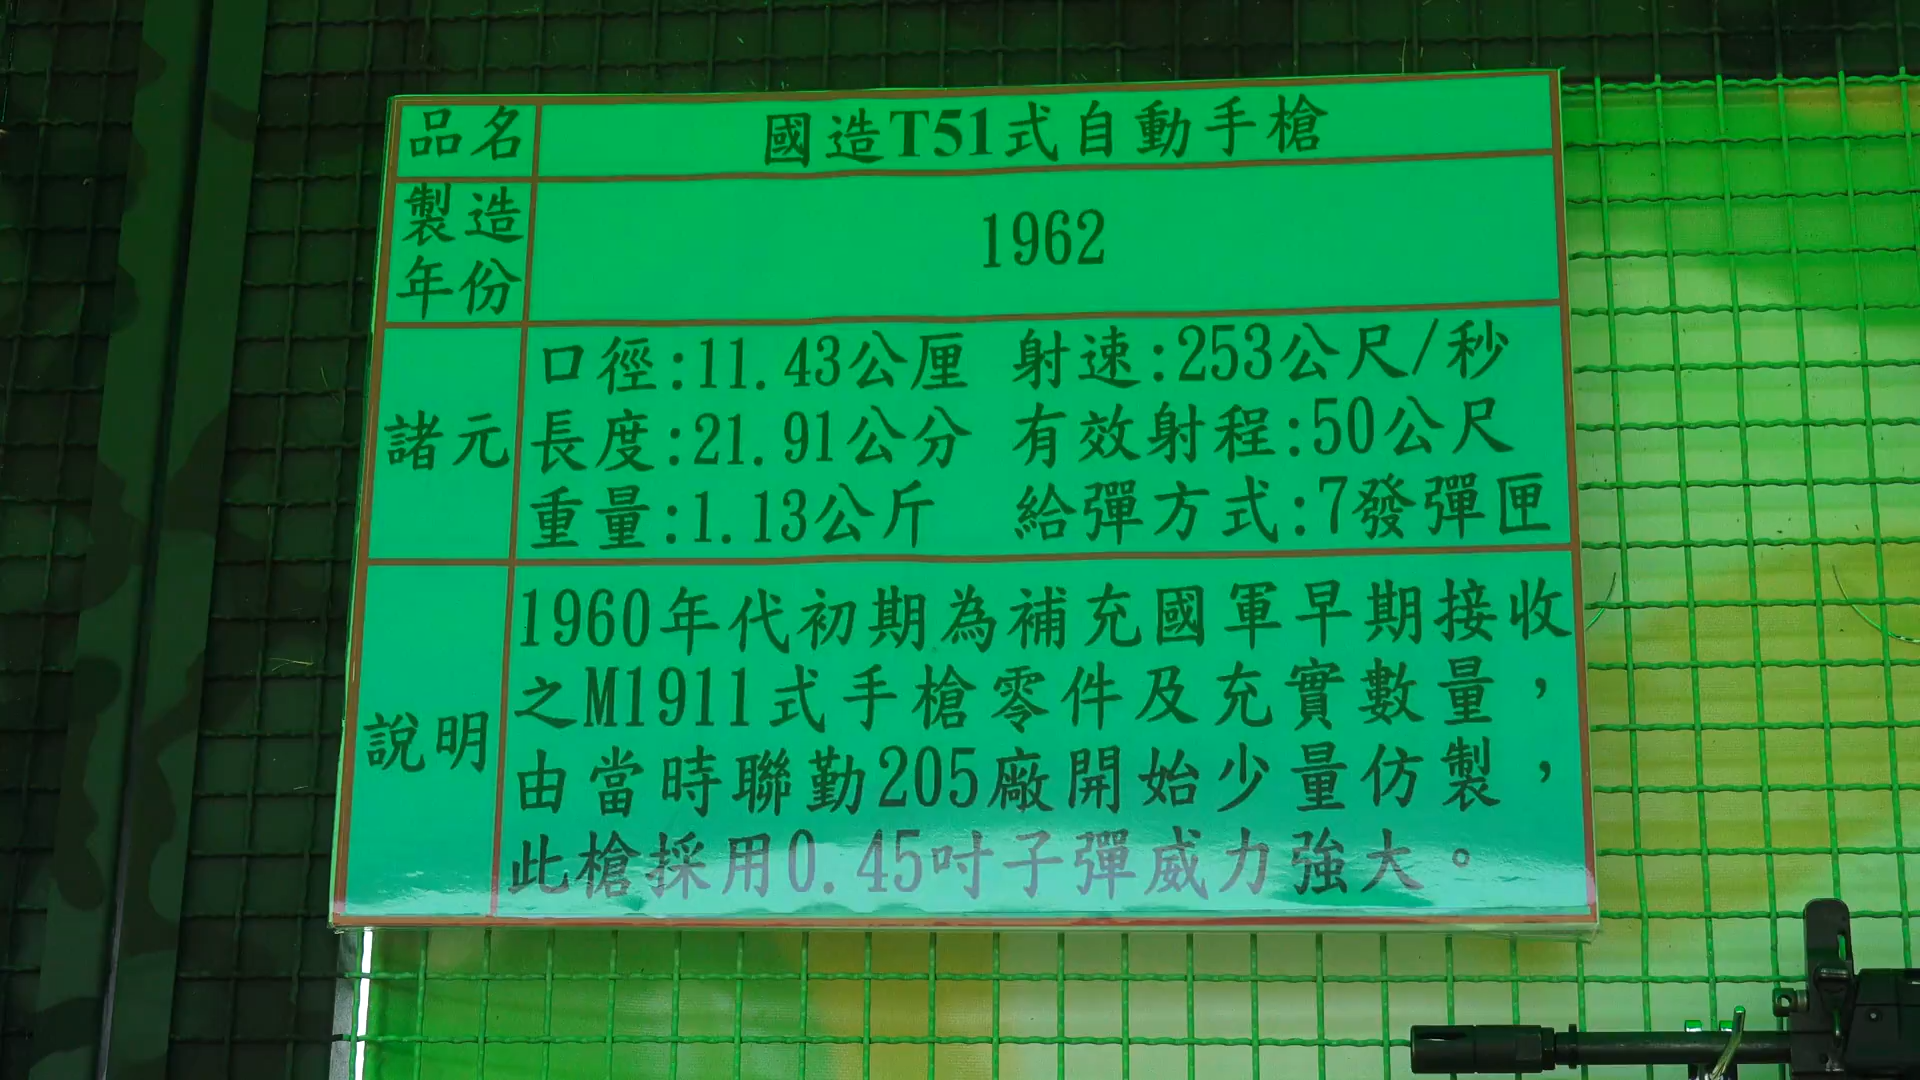 品名 國造T51式自動手槍
製造年份 1962
諸元
口徑:11.43公厘 射速:253公尺/秒
長度:21.91公分 有效射程:50公尺
重量:1.13公斤 給彈方式:7發彈匣
說明
1960年代初期為補充國軍早期接收
之M1911式手槍零件及充實數量，
由當時聯勤205廠開始少量仿製，
此槍採用0.45吋子彈威力強大。